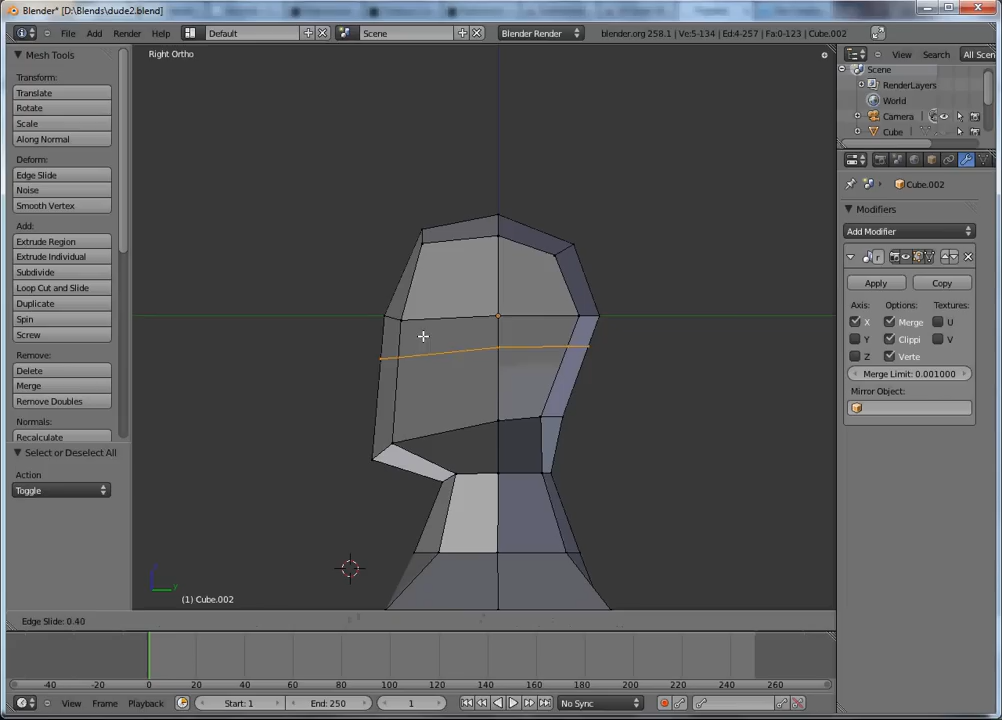 Blender* [D:\Blends\dude2.blend]
File Add Render Help Default Scene Blender Render blender.org 258.1 | Ve:5-134 | Ed:4-257 | Fa:0-123 | Cube.002
Mesh Tools
Transform:
Translate
Rotate
Scale
Along Normal
Deform:
Edge Slide
Noise
Smooth Vertex
Add:
Extrude Region
Extrude Individual
Subdivide
Loop Cut and Slide
Duplicate
Spin
Screw
Remove:
Delete
Merge
Remove Doubles
Normals:
Recalculate
Select or Deselect All
Action
Toggle
Right Ortho
z
y
(1) Cube.002
Edge Slide: 0.40
View Search All Scen
Scene
RenderLayers
World
Camera
Cube
Cube.002
Modifiers
Add Modifier
r
Apply Copy
Axis: Options: Textures:
X Merge U
Y Clippi V
Z Verte
Merge Limit: 0.001000
Mirror Object:
-40 -20 0 20 40 60 80 100 120 140 160 180 200 220 240 260
View Frame Playback Start: 1 End: 250 1 No Sync